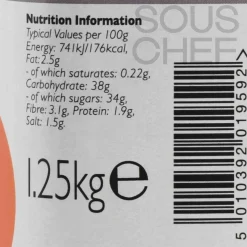 SOUS
CHEF
Nutrition Information
Typical Values per 100g
Energy: 741kJ/176kcal,
Fat: 2.5g
- of which saturates: 0.22g,
Carbohydrate: 38g
- of which sugars: 34g,
Fibre: 3.1g, Protein: 1.9g,
Salt: 1.5g.
1.25kg e
5 010392 019592 >